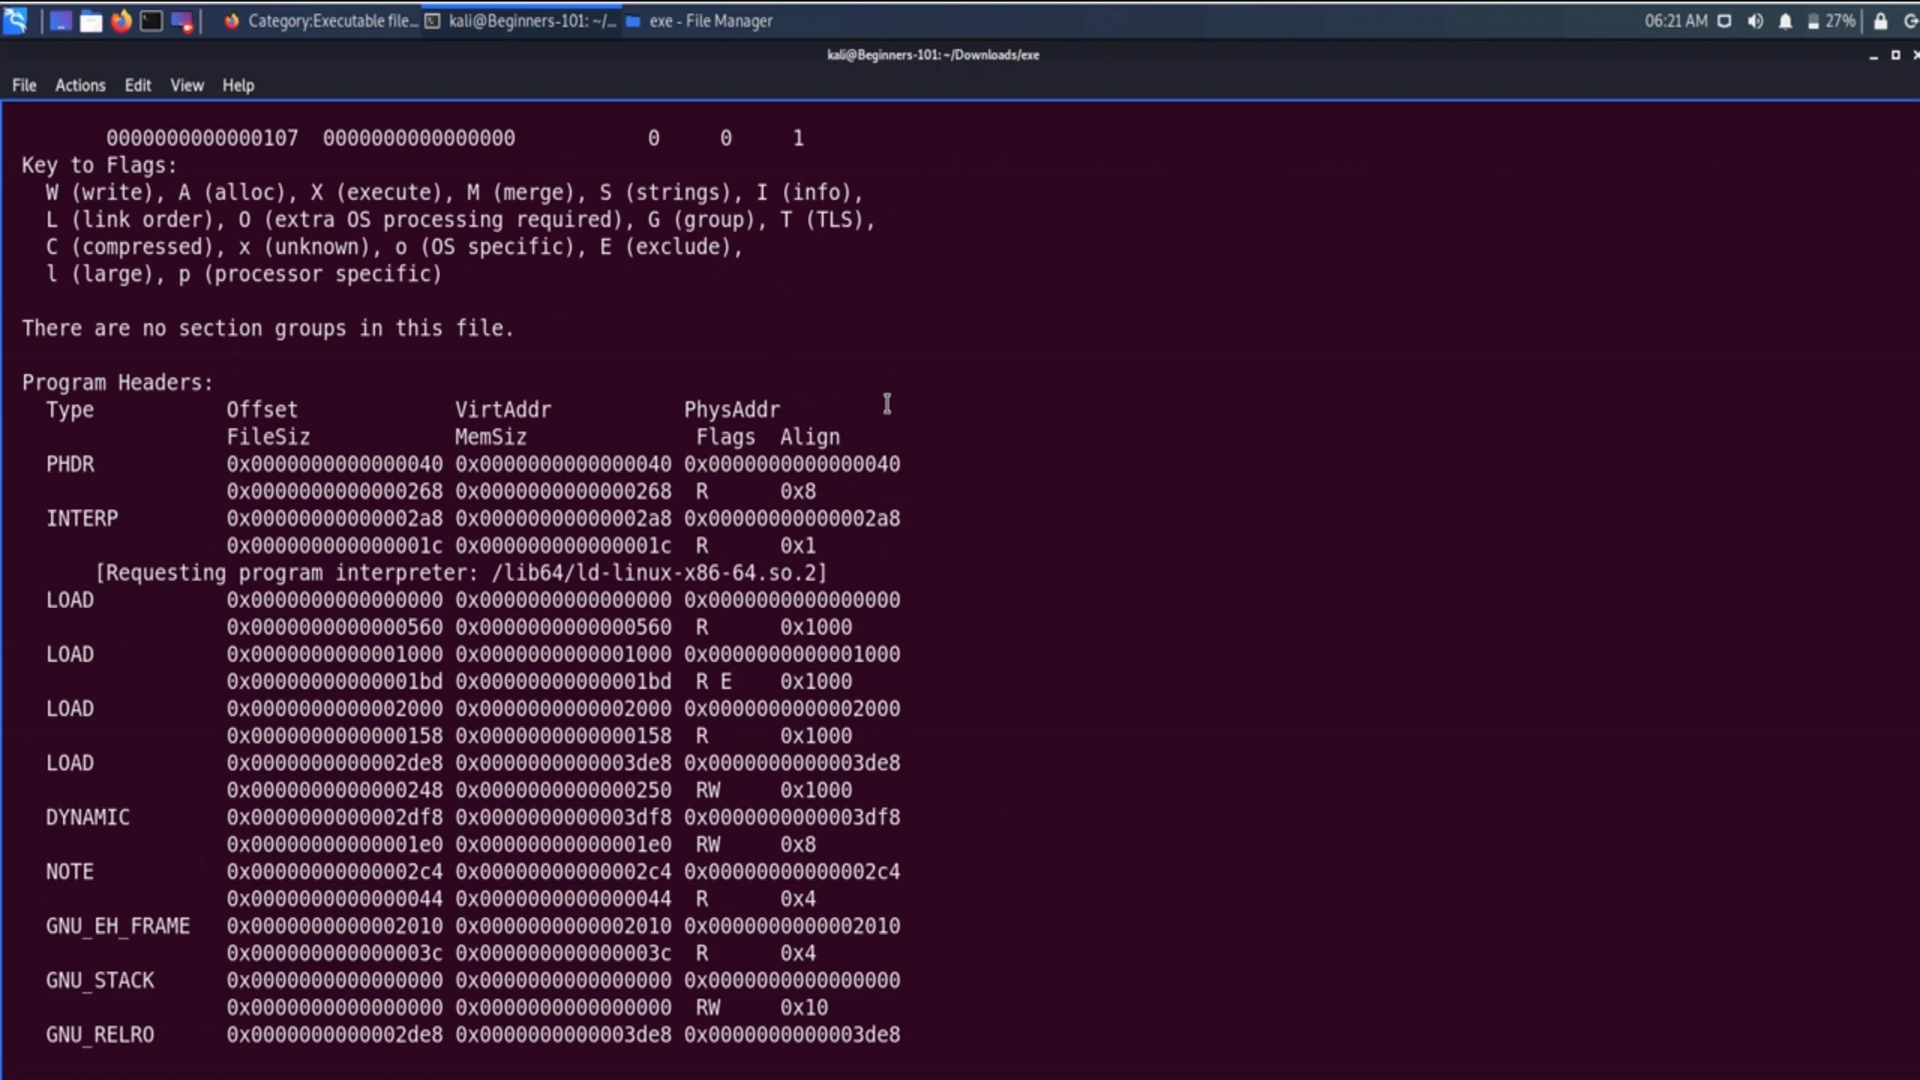 Category:Executable file... kali@Beginners-101: ~/... exe - File Manager 06:21 AM 27%
kali@Beginners-101: ~/Downloads/exe
File Actions Edit View Help
0000000000000107 0000000000000000 0 0 1
Key to Flags:
W (write), A (alloc), X (execute), M (merge), S (strings), I (info),
L (link order), O (extra OS processing required), G (group), T (TLS),
C (compressed), x (unknown), o (OS specific), E (exclude),
l (large), p (processor specific)
There are no section groups in this file.
Program Headers:
Type Offset VirtAddr PhysAddr
FileSiz MemSiz Flags Align
PHDR 0x0000000000000040 0x0000000000000040 0x0000000000000040
0x0000000000000268 0x0000000000000268 R 0x8
INTERP 0x00000000000002a8 0x00000000000002a8 0x00000000000002a8
0x000000000000001c 0x000000000000001c R 0x1
[Requesting program interpreter: /lib64/ld-linux-x86-64.so.2]
LOAD 0x0000000000000000 0x0000000000000000 0x0000000000000000
0x0000000000000560 0x0000000000000560 R 0x1000
LOAD 0x0000000000001000 0x0000000000001000 0x0000000000001000
0x00000000000001bd 0x00000000000001bd R E 0x1000
LOAD 0x0000000000002000 0x0000000000002000 0x0000000000002000
0x0000000000000158 0x0000000000000158 R 0x1000
LOAD 0x0000000000002de8 0x0000000000003de8 0x0000000000003de8
0x0000000000000248 0x0000000000000250 RW 0x1000
DYNAMIC 0x0000000000002df8 0x0000000000003df8 0x0000000000003df8
0x00000000000001e0 0x00000000000001e0 RW 0x8
NOTE 0x00000000000002c4 0x00000000000002c4 0x00000000000002c4
0x0000000000000044 0x0000000000000044 R 0x4
GNU_EH_FRAME 0x0000000000002010 0x0000000000002010 0x0000000000002010
0x000000000000003c 0x000000000000003c R 0x4
GNU_STACK 0x0000000000000000 0x0000000000000000 0x0000000000000000
0x0000000000000000 0x0000000000000000 RW 0x10
GNU_RELRO 0x0000000000002de8 0x0000000000003de8 0x0000000000003de8